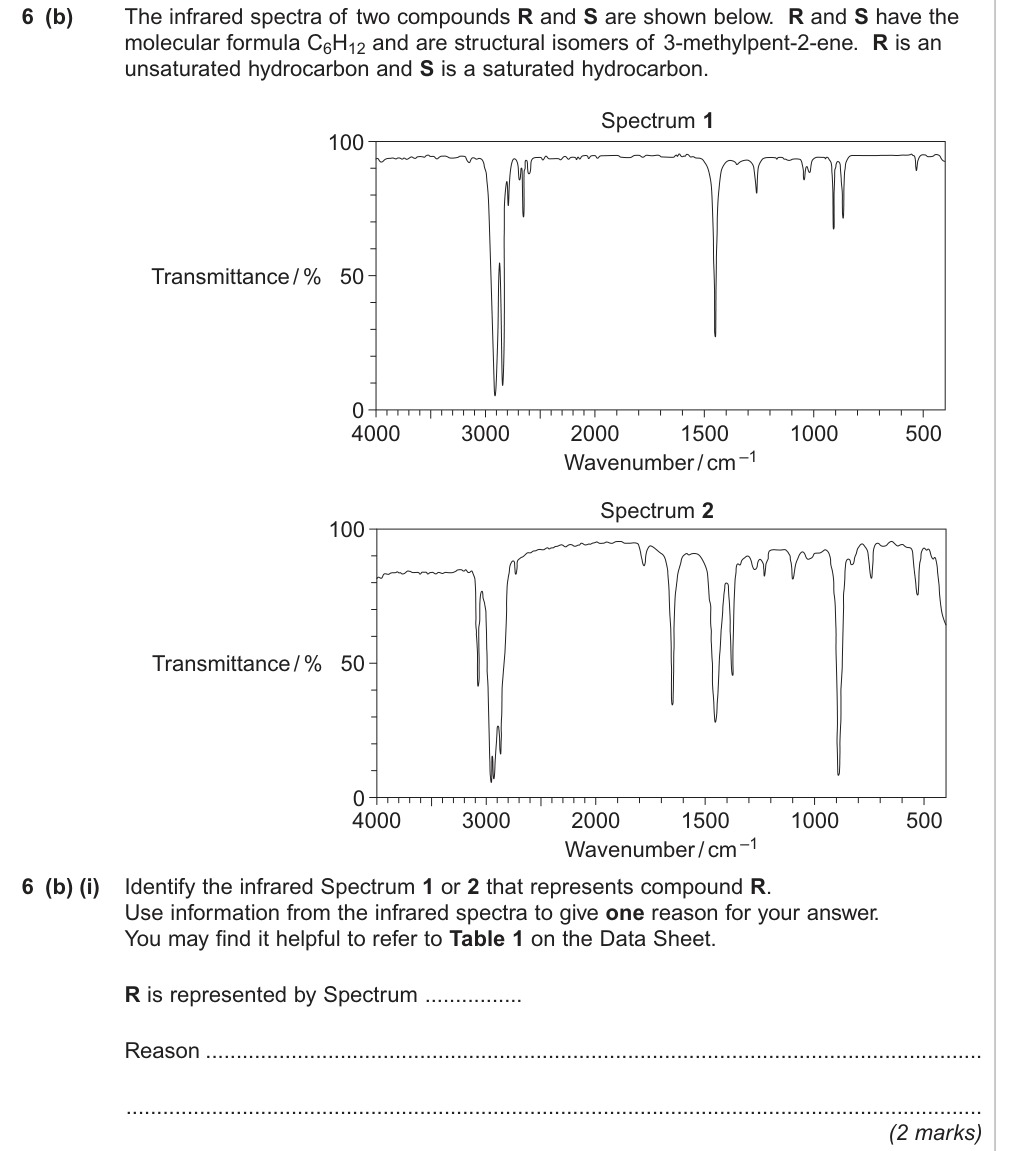 6 (b) The infrared spectra of two compounds R and S are shown below. R and S have the
molecular formula C₆H₁₂ and are structural isomers of 3-methylpent-2-ene. R is an
unsaturated hydrocarbon and S is a saturated hydrocarbon.
Spectrum 1
100
Transmittance / % 50
0
4000 3000 2000 1500 1000 500
Wavenumber / cm⁻¹
Spectrum 2
100
Transmittance / % 50
0
4000 3000 2000 1500 1000 500
Wavenumber / cm⁻¹
6 (b) (i) Identify the infrared Spectrum 1 or 2 that represents compound R.
Use information from the infrared spectra to give one reason for your answer.
You may find it helpful to refer to Table 1 on the Data Sheet.
R is represented by Spectrum ................
Reason ................................................................................................................................
............................................................................................................................................
(2 marks)